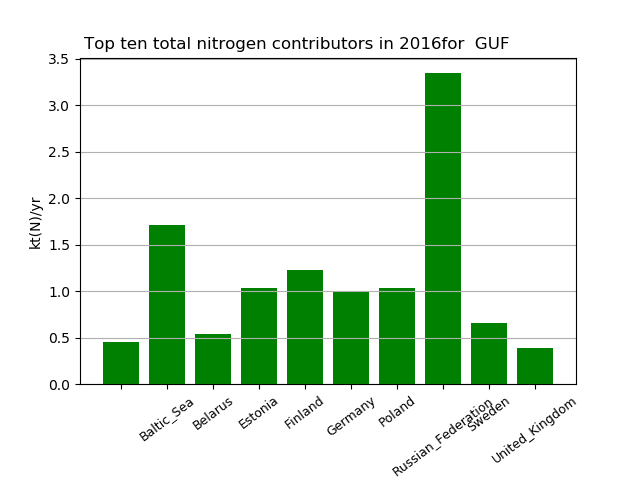 Top ten total nitrogen contributors in 2016for  GUF
3.5
3.0
2.5
2.0
1.5
1.0
0.5
0.0
kt(N)/yr
Baltic_Sea
Belarus
Estonia
Finland
Germany
Poland
Russian_Federation
Sweden
United_Kingdom